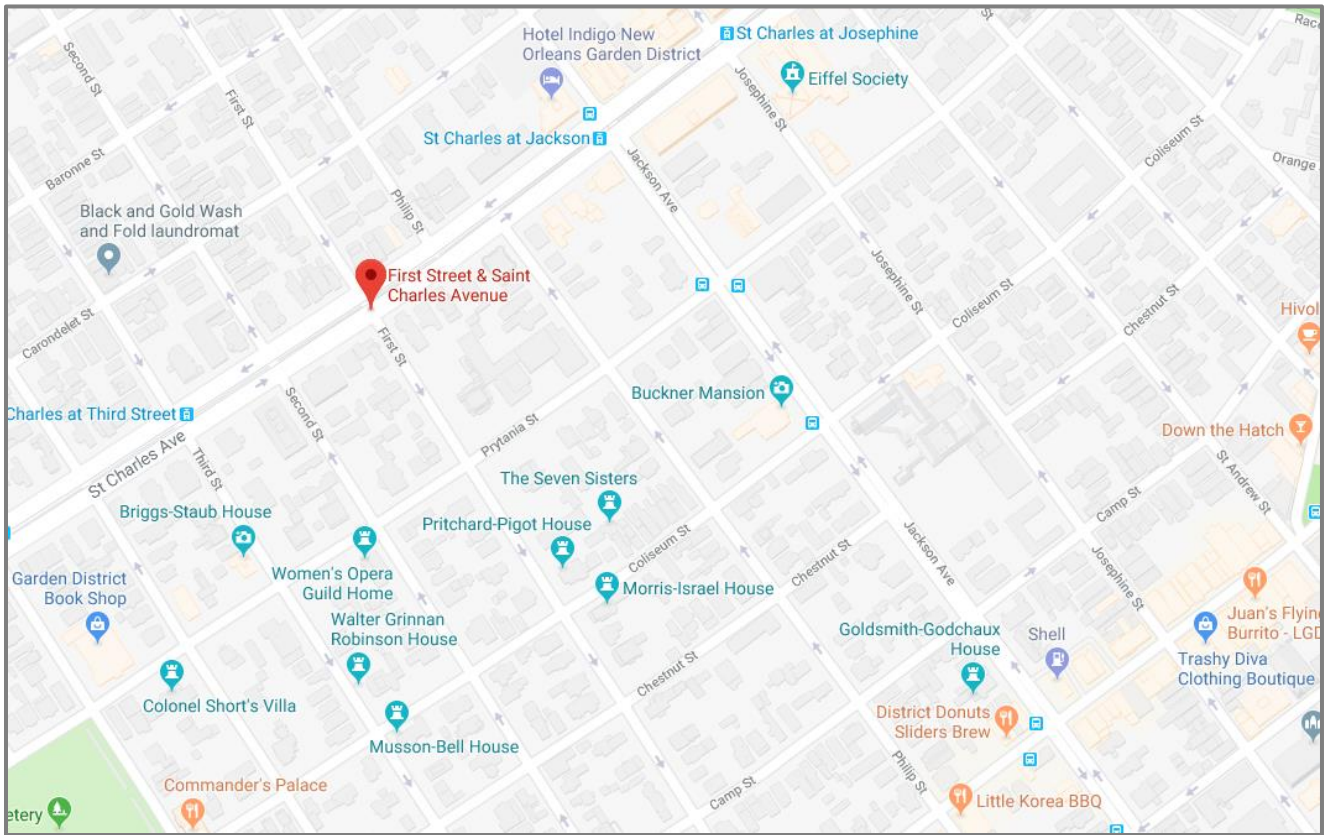 Second St
First St
Baronne St
Hotel Indigo New
Orleans Garden District
St Charles at Josephine
Eiffel Society
Josephine St
St
Race
Coliseum St
Orange
St Charles at Jackson
Jackson Ave
Philip St
Black and Gold Wash
and Fold laundromat
First Street & Saint
Charles Avenue
Carondelet St
First St
Josephine St
Coliseum St
Chestnut St
Hivol
Charles at Third Street
St Charles Ave
Second St
Third St
Prytania St
Buckner Mansion
Down the Hatch
St Andrew St
Briggs-Staub House
The Seven Sisters
Pritchard-Pigot House
Women's Opera
Guild Home
Coliseum St
Chestnut St
Camp St
Jackson Ave
Josephine St
Garden District
Book Shop
Walter Grinnan
Robinson House
Morris-Israel House
Goldsmith-Godchaux
House
Shell
Juan's Flyin
Burrito - LGD
Trashy Diva
Clothing Boutique
Colonel Short's Villa
Musson-Bell House
Chestnut St
District Donuts
Sliders Brew
Commander's Palace
Camp St
Philip St
Little Korea BBQ
etery